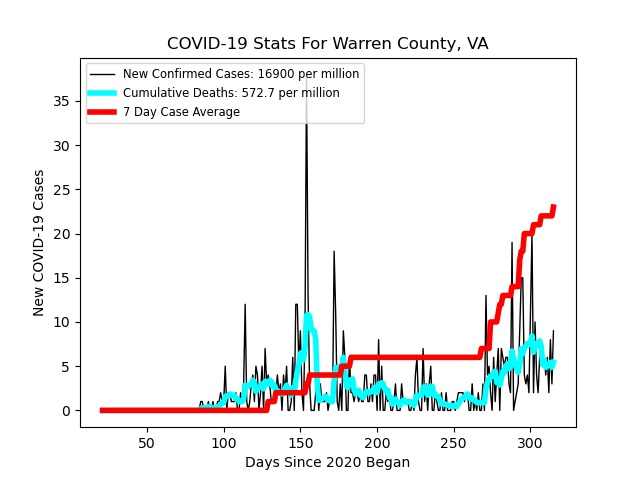 COVID-19 Stats For Warren County, VA
New Confirmed Cases: 16900 per million
Cumulative Deaths: 572.7 per million
7 Day Case Average
New COVID-19 Cases
35
30
25
20
15
10
5
0
50 100 150 200 250 300
Days Since 2020 Began